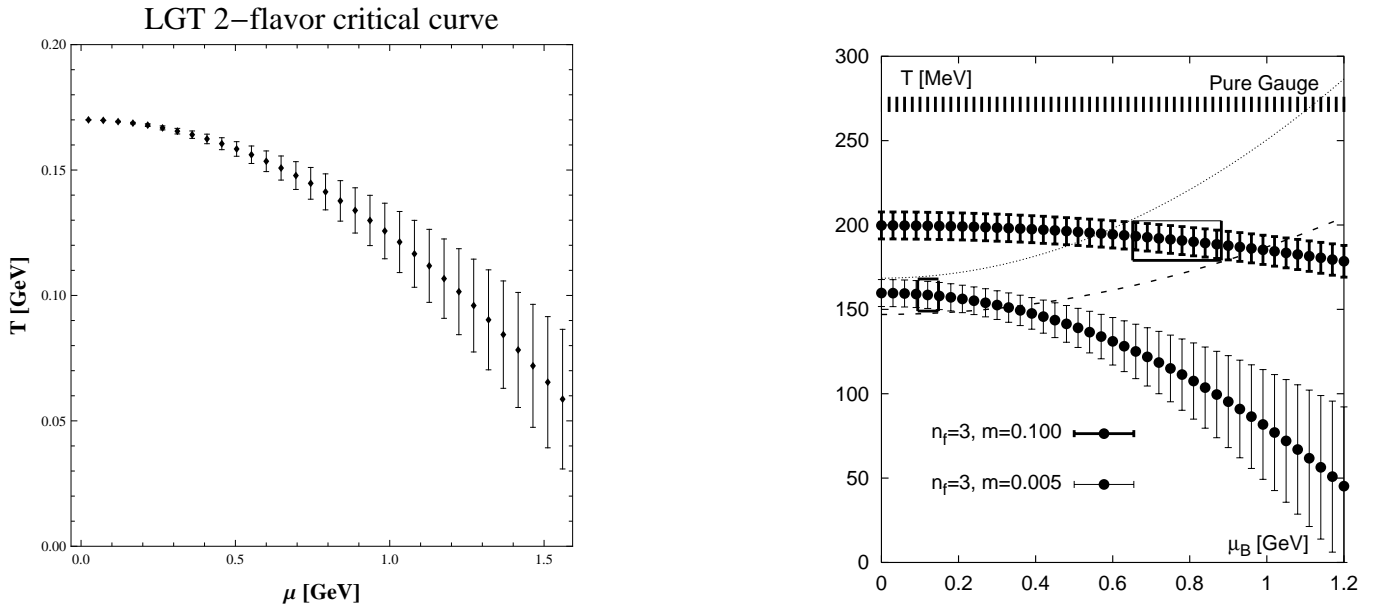 LGT 2−flavor critical curve
0.20
0.15
0.10
0.05
0.00
T [GeV]
0.0 0.5 1.0 1.5
μ [GeV]
300
250
200
150
100
50
0
T [MeV]
Pure Gauge
n_f=3, m=0.100
n_f=3, m=0.005
μ_B [GeV]
0 0.2 0.4 0.6 0.8 1 1.2